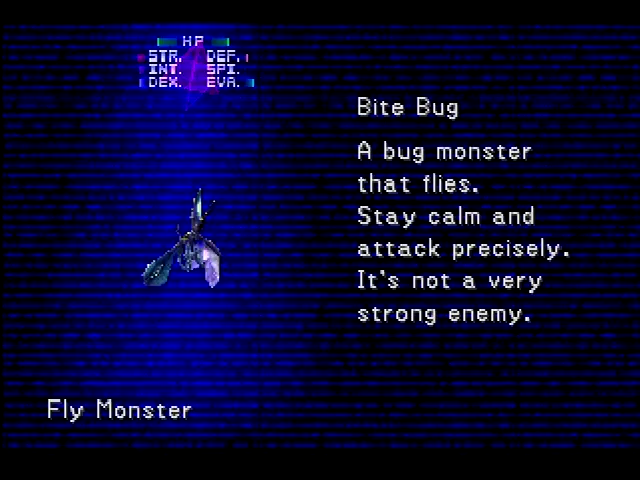 HP
STR. DEF.
INT. SPI.
DEX. EVA.
Bite Bug
A bug monster
that flies.
Stay calm and
attack precisely.
It's not a very
strong enemy.
Fly Monster